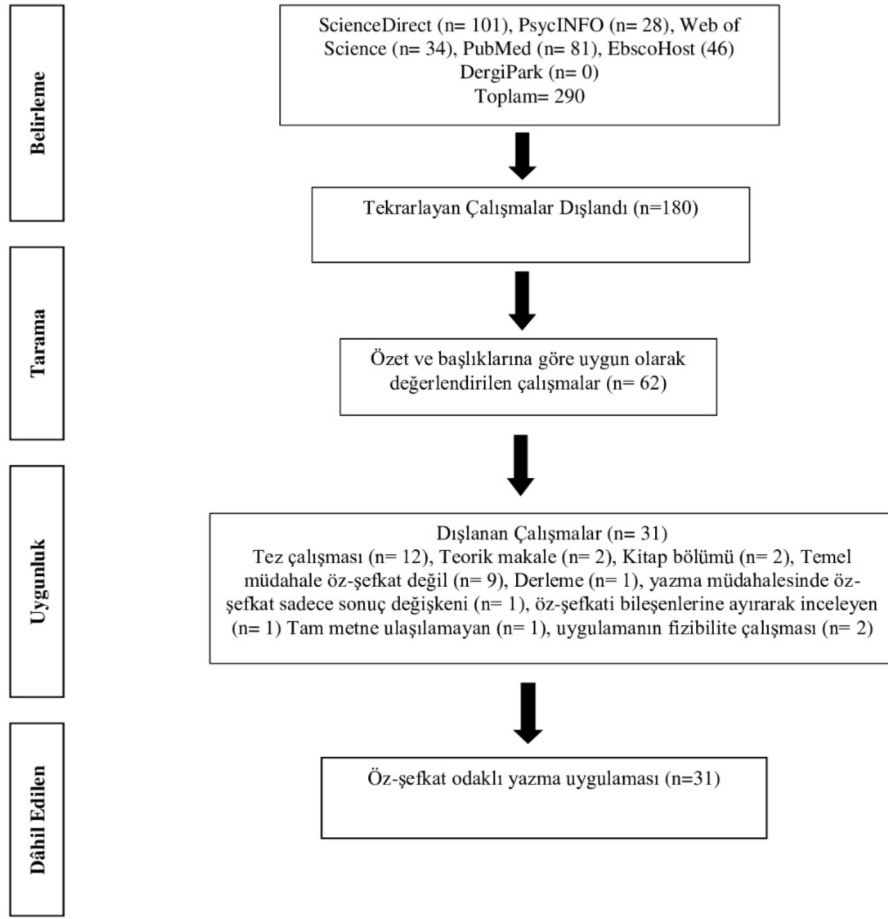 Belirleme
ScienceDirect (n= 101), PsycINFO (n= 28), Web of
Science (n= 34), PubMed (n= 81), EbscoHost (46)
DergiPark (n= 0)
Toplam= 290
Tekrarlayan Çalışmalar Dışlandı (n=180)
Tarama
Özet ve başlıklarına göre uygun olarak
değerlendirilen çalışmalar (n= 62)
Uygunluk
Dışlanan Çalışmalar (n= 31)
Tez çalışması (n= 12), Teorik makale (n= 2), Kitap bölümü (n= 2), Temel
müdahale öz-şefkat değil (n= 9), Derleme (n= 1), yazma müdahalesinde öz-
şefkat sadece sonuç değişkeni (n= 1), öz-şefkati bileşenlerine ayırarak inceleyen
(n= 1) Tam metne ulaşılamayan (n= 1), uygulamanın fizibilite çalışması (n= 2)
Dâhil Edilen
Öz-şefkat odaklı yazma uygulaması (n=31)